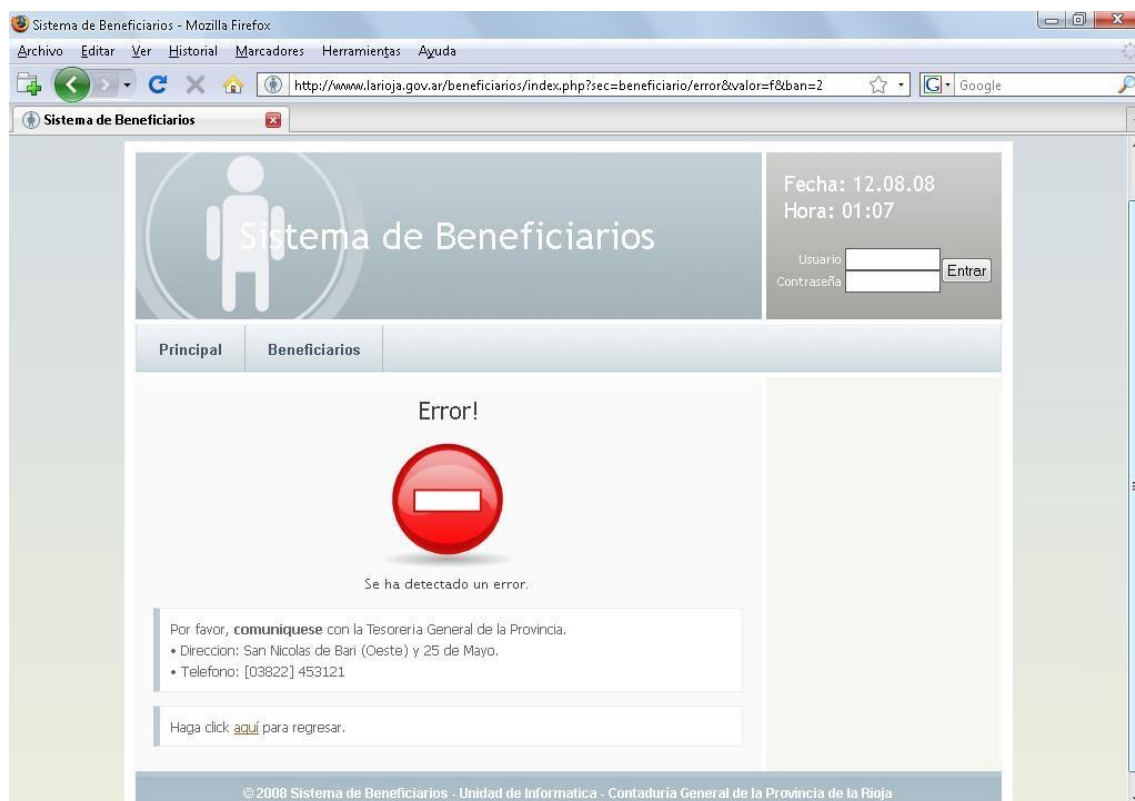 Sistema de Beneficiarios - Mozilla Firefox
Archivo Editar Ver Historial Marcadores Herramientas Ayuda
http://www.larioja.gov.ar/beneficiarios/index.php?sec=beneficiario/error&valor=f&ban=2 G Google
Sistema de Beneficiarios
Sistema de Beneficiarios
Fecha: 12.08.08
Hora: 01:07
Usuario
Contraseña
Entrar
Principal Beneficiarios
Error!
Se ha detectado un error.
Por favor, comuniquese con la Tesoreria General de la Provincia.
• Direccion: San Nicolas de Bari (Oeste) y 25 de Mayo.
• Telefono: [03822] 453121
Haga click aquí para regresar.
© 2008 Sistema de Beneficiarios - Unidad de Informatica - Contaduría General de la Provincia de la Rioja